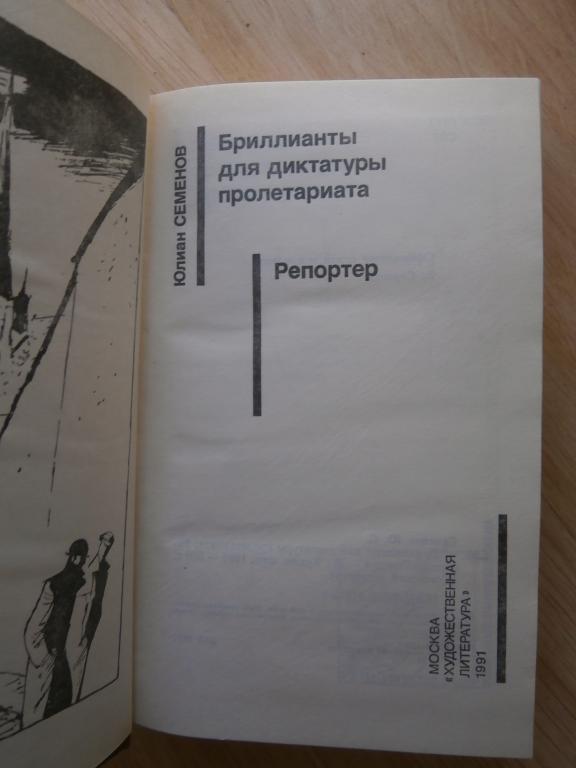 Юлиан СЕМЕНОВ
Бриллианты
для диктатуры
пролетариата
Репортер
МОСКВА
«ХУДОЖЕСТВЕННАЯ
ЛИТЕРАТУРА»
1991